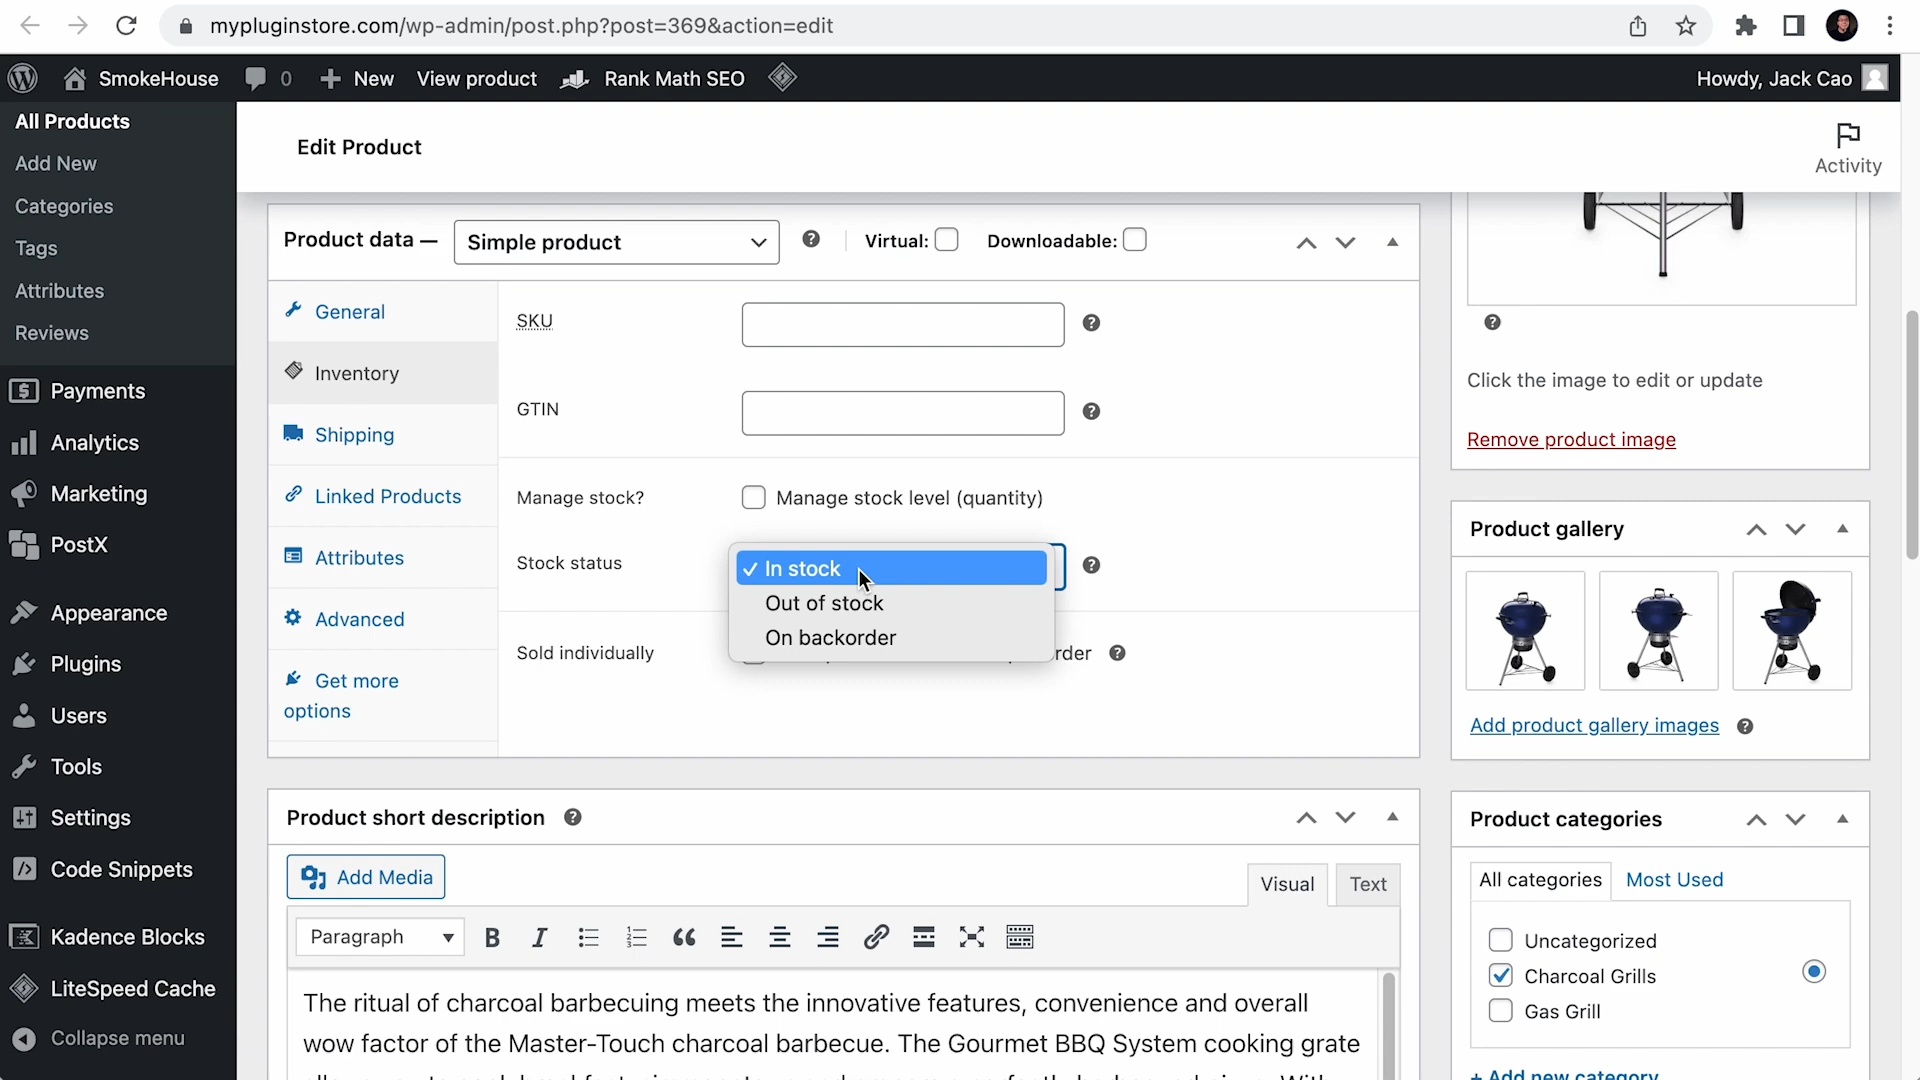 mypluginstore.com/wp-admin/post.php?post=369&action=edit
SmokeHouse 0 New View product Rank Math SEO Howdy, Jack Cao
All Products
Add New
Categories
Tags
Attributes
Reviews
Payments
Analytics
Marketing
PostX
Appearance
Plugins
Users
Tools
Settings
Code Snippets
Kadence Blocks
LiteSpeed Cache
Collapse menu
Edit Product
Activity
Product data — Simple product Virtual: Downloadable:
General
Inventory
Shipping
Linked Products
Attributes
Advanced
Get more
options
SKU
GTIN
Manage stock? Manage stock level (quantity)
Stock status
In stock
Out of stock
On backorder
Sold individually
Click the image to edit or update
Remove product image
Product gallery
Add product gallery images
Product short description
Add Media
Visual Text
Paragraph
The ritual of charcoal barbecuing meets the innovative features, convenience and overall
wow factor of the Master-Touch charcoal barbecue. The Gourmet BBQ System cooking grate
Product categories
All categories Most Used
Uncategorized
Charcoal Grills
Gas Grill
+ Add new category